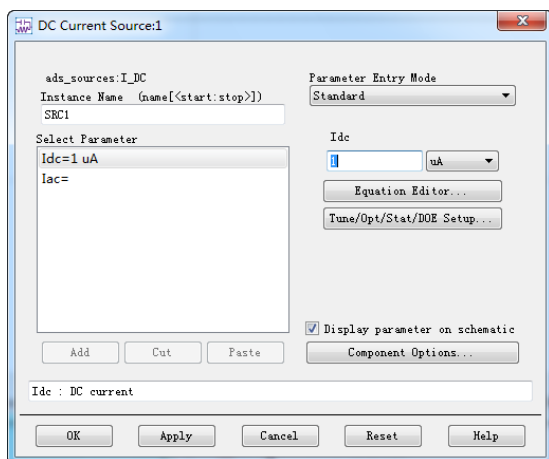 DC Current Source:1
ads_sources:I_DC
Instance Name (name[<start:stop>])
SRC1
Select Parameter
Idc=1 uA
Iac=
Add Cut Paste
Parameter Entry Mode
Standard
Idc
1 uA
Equation Editor...
Tune/Opt/Stat/DOE Setup...
Display parameter on schematic
Component Options...
Idc : DC current
OK Apply Cancel Reset Help